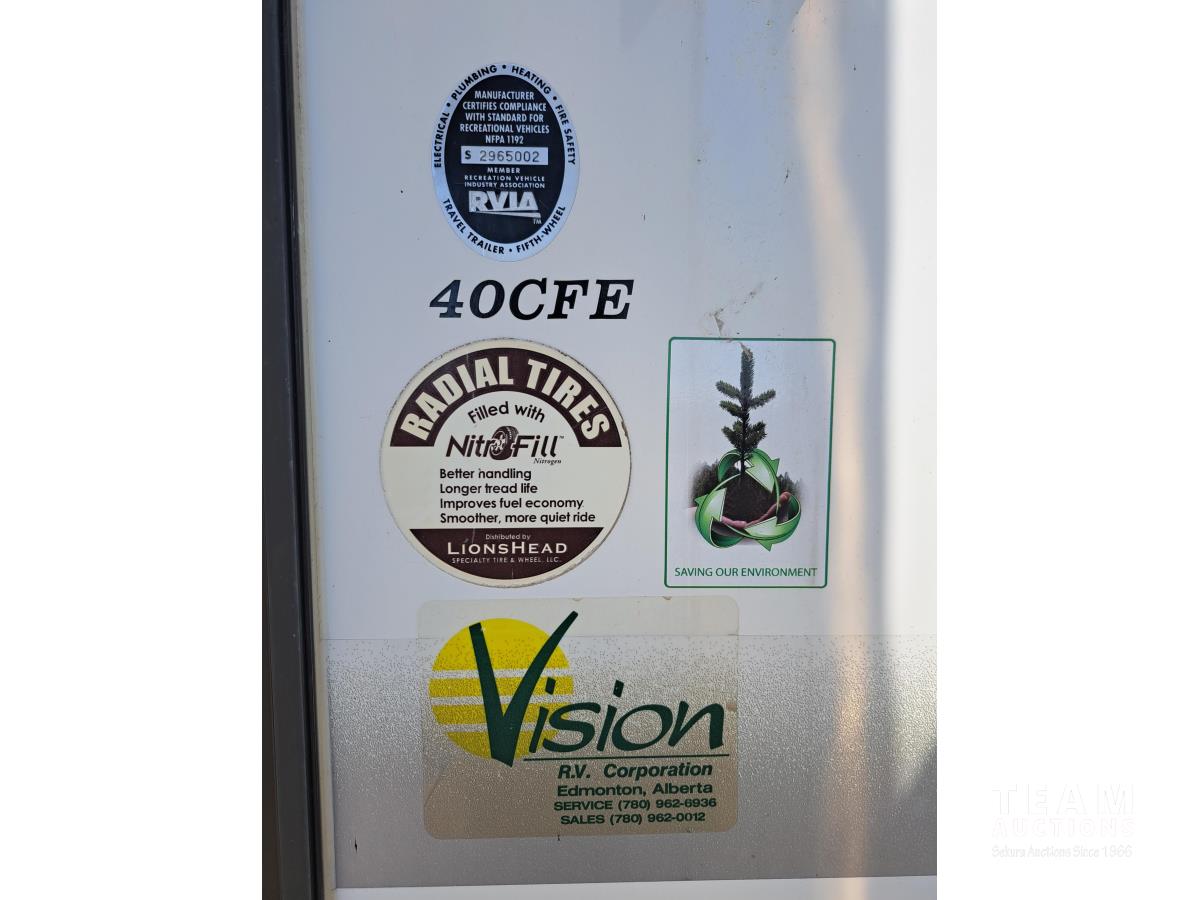 ELECTRICAL • PLUMBING • HEATING • FIRE SAFETY
MANUFACTURER
CERTIFIES COMPLIANCE
WITH STANDARD FOR
RECREATIONAL VEHICLES
NFPA 1192
S 2965002
MEMBER
RECREATION VEHICLE
INDUSTRY ASSOCIATION
RVIA
TM
TRAVEL TRAILER • FIFTH-WHEEL
40CFE
RADIAL TIRES
Filled with
NitroFill™
Nitrogen
Better handling
Longer tread life
Improves fuel economy
Smoother, more quiet ride
Distributed by
LIONSHEAD
SPECIALTY TIRE & WHEEL, LLC.
SAVING OUR ENVIRONMENT
Vision
R.V. Corporation
Edmonton, Alberta
SERVICE (780) 962-6936
SALES (780) 962-0012
TEAM
AUCTIONS
Sekura Auctions Since 1966